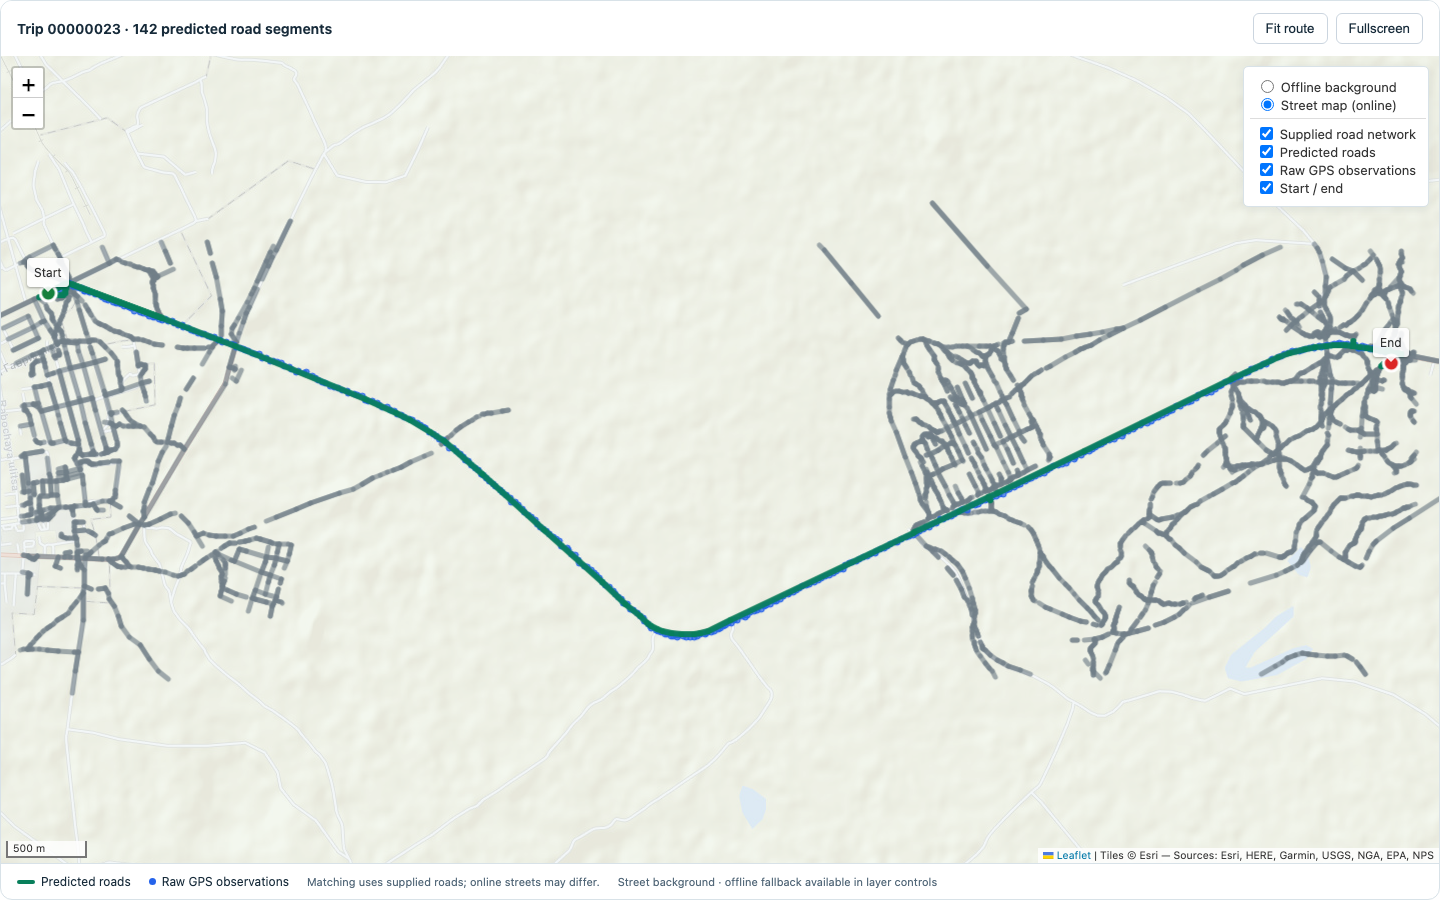 Trip 00000023 · 142 predicted road segments
Fit route
Fullscreen
+
−
Offline background
Street map (online)
Supplied road network
Predicted roads
Raw GPS observations
Start / end
Start
End
500 m
Leaflet | Tiles © Esri — Sources: Esri, HERE, Garmin, USGS, NGA, EPA, NPS
Predicted roads
Raw GPS observations
Matching uses supplied roads; online streets may differ.
Street background · offline fallback available in layer controls